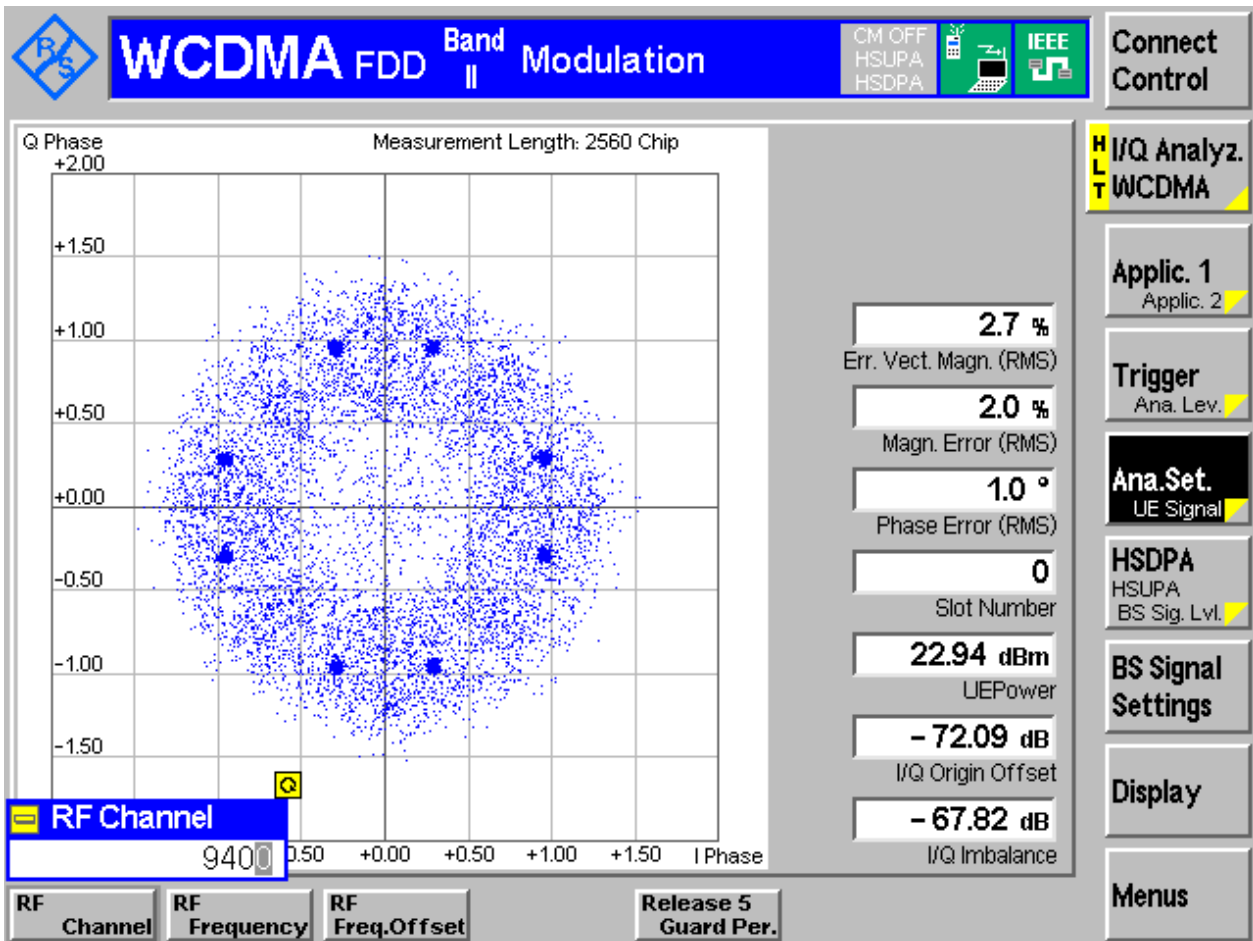 R/S
WCDMA FDD Band II Modulation
CM OFF
HSUPA
HSDPA
IEEE
Connect
Control
Q Phase
Measurement Length: 2560 Chip
+2.00
+1.50
+1.00
+0.50
+0.00
-0.50
-1.00
-1.50
Q
RF Channel
9400
0.50 +0.00 +0.50 +1.00 +1.50 I Phase
2.7 %
Err. Vect. Magn. (RMS)
2.0 %
Magn. Error (RMS)
1.0 °
Phase Error (RMS)
0
Slot Number
22.94 dBm
UEPower
-72.09 dB
I/Q Origin Offset
-67.82 dB
I/Q Imbalance
HLT
I/Q Analyz.
WCDMA
Applic. 1
Applic. 2
Trigger
Ana. Lev.
Ana.Set.
UE Signal
HSDPA
HSUPA
BS Sig. Lvl.
BS Signal
Settings
Display
Menus
RF
Channel
RF
Frequency
RF
Freq.Offset
Release 5
Guard Per.